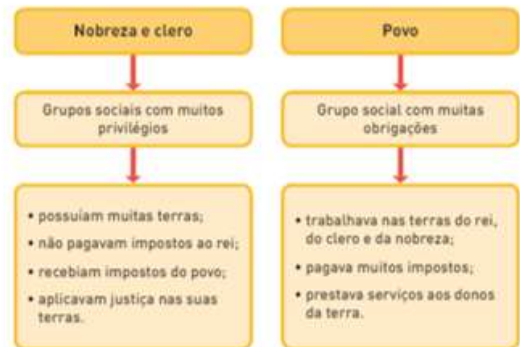 Nobreza e clero
Grupos sociais com muitos
privilégios
• possuíam muitas terras;
• não pagavam impostos ao rei;
• recebiam impostos do povo;
• aplicavam justiça nas suas
terras.
Povo
Grupo social com muitas
obrigações
• trabalhava nas terras do rei,
do clero e da nobreza;
• pagava muitos impostos;
• prestava serviços aos donos
da terra.